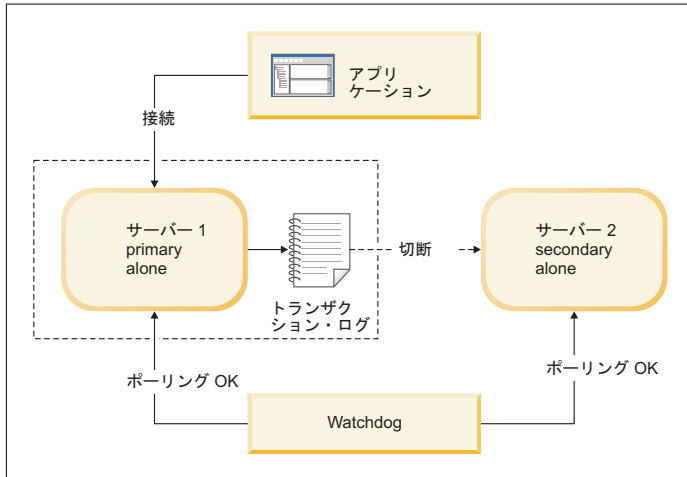 アプリ
ケーション
接続
サーバー 1
primary
alone
切断
サーバー 2
secondary
alone
トランザク
ション・ログ
ポーリング OK
ポーリング OK
Watchdog